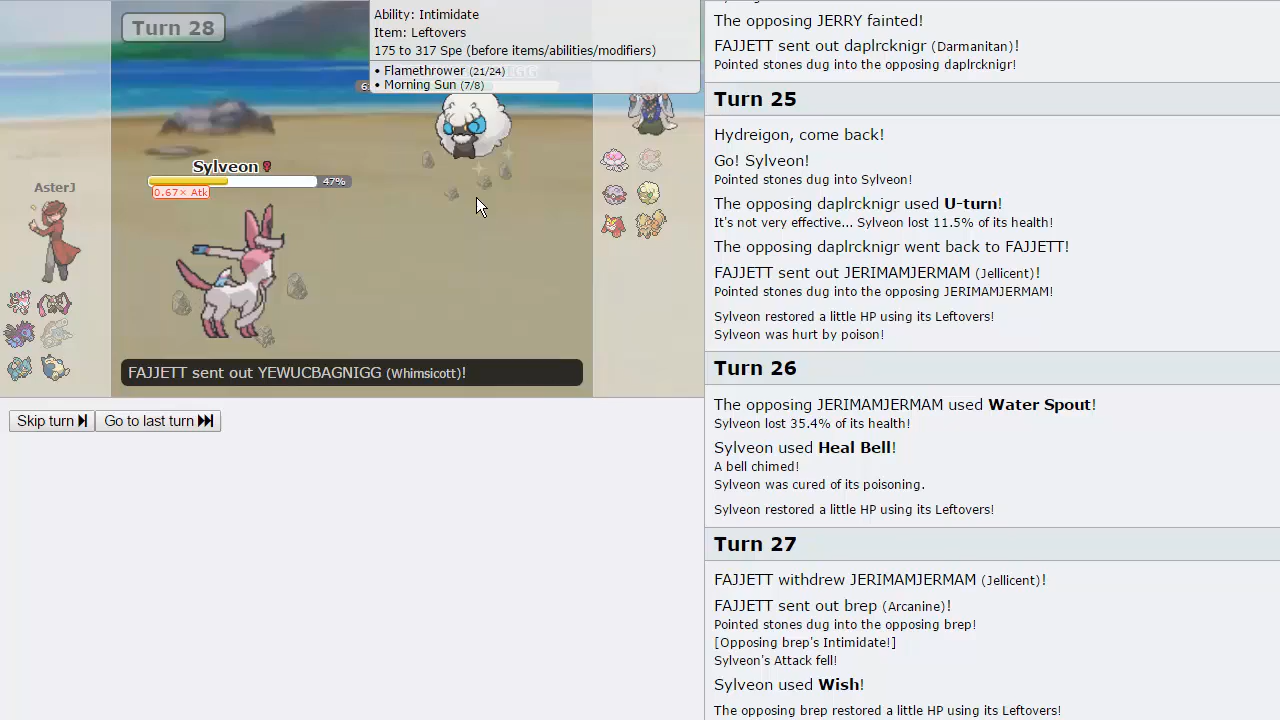 Turn 28
Ability: Intimidate
Item: Leftovers
175 to 317 Spe (before items/abilities/modifiers)
• Flamethrower (21/24)
• Morning Sun (7/8)
Sylveon
47%
0.67× Atk
AsterJ
FAJJETT sent out YEWUCBAGNIGG (Whimsicott)!
Skip turn
Go to last turn
The opposing JERRY fainted!
FAJJETT sent out daplrcknigr (Darmanitan)!
Pointed stones dug into the opposing daplrcknigr!
Turn 25
Hydreigon, come back!
Go! Sylveon!
Pointed stones dug into Sylveon!
The opposing daplrcknigr used U-turn!
It's not very effective... Sylveon lost 11.5% of its health!
The opposing daplrcknigr went back to FAJJETT!
FAJJETT sent out JERIMAMJERMAM (Jellicent)!
Pointed stones dug into the opposing JERIMAMJERMAM!
Sylveon restored a little HP using its Leftovers!
Sylveon was hurt by poison!
Turn 26
The opposing JERIMAMJERMAM used Water Spout!
Sylveon lost 35.4% of its health!
Sylveon used Heal Bell!
A bell chimed!
Sylveon was cured of its poisoning.
Sylveon restored a little HP using its Leftovers!
Turn 27
FAJJETT withdrew JERIMAMJERMAM (Jellicent)!
FAJJETT sent out brep (Arcanine)!
Pointed stones dug into the opposing brep!
[Opposing brep's Intimidate!]
Sylveon's Attack fell!
Sylveon used Wish!
The opposing brep restored a little HP using its Leftovers!